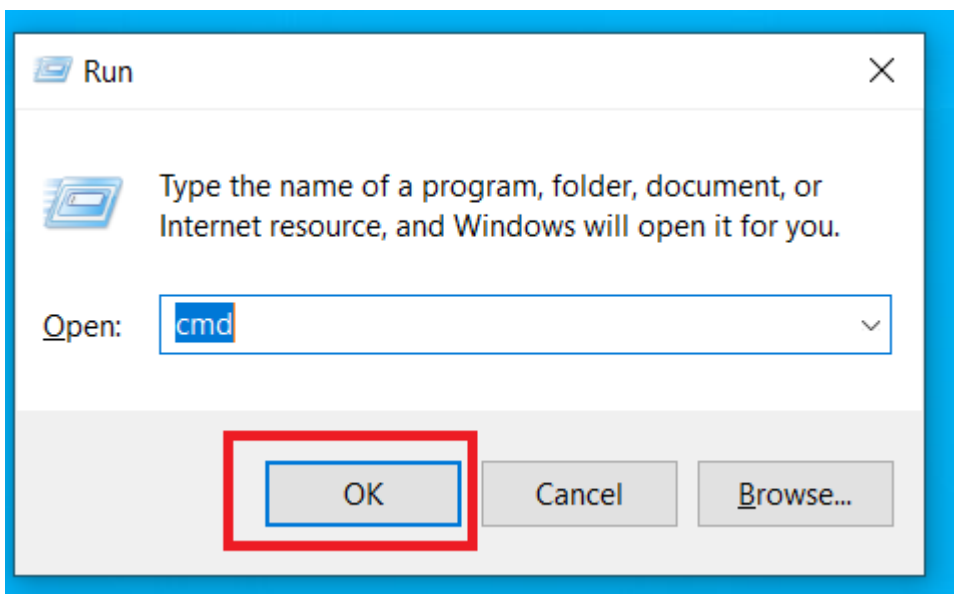 Run
Type the name of a program, folder, document, or
Internet resource, and Windows will open it for you.
Open:
cmd
OK
Cancel
Browse...